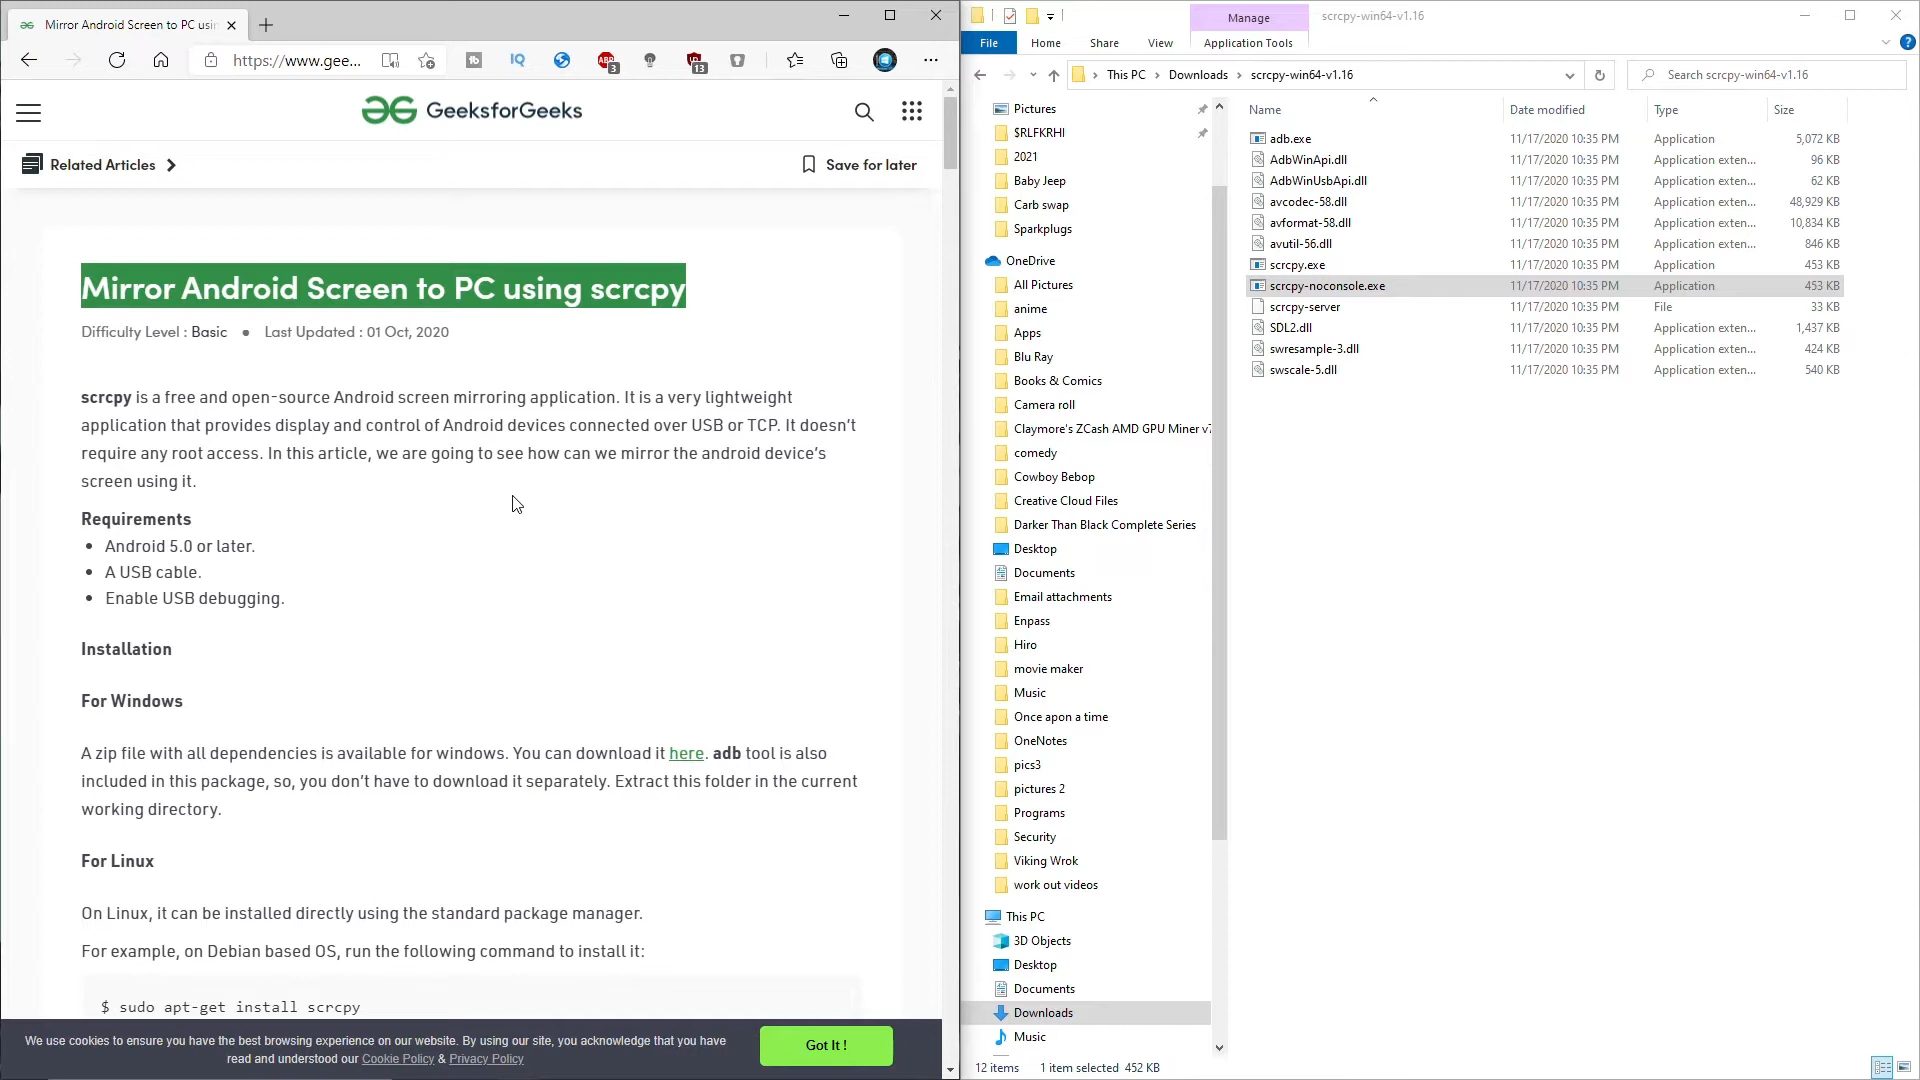 Mirror Android Screen to PC usin
https://www.gee...
3
13
GeeksforGeeks
Related Articles
Save for later
Mirror Android Screen to PC using scrcpy
Difficulty Level : Basic ● Last Updated : 01 Oct, 2020
scrcpy is a free and open-source Android screen mirroring application. It is a very lightweight
application that provides display and control of Android devices connected over USB or TCP. It doesn't
require any root access. In this article, we are going to see how can we mirror the android device's
screen using it.
Requirements
• Android 5.0 or later.
• A USB cable.
• Enable USB debugging.
Installation
For Windows
A zip file with all dependencies is available for windows. You can download it here. adb tool is also
included in this package, so, you don't have to download it separately. Extract this folder in the current
working directory.
For Linux
On Linux, it can be installed directly using the standard package manager.
For example, on Debian based OS, run the following command to install it:
$ sudo apt-get install scrcpy
We use cookies to ensure you have the best browsing experience on our website. By using our site, you acknowledge that you have
read and understood our Cookie Policy & Privacy Policy
Got It !
Manage
scrcpy-win64-v1.16
File
Home
Share
View
Application Tools
This PC
Downloads
scrcpy-win64-v1.16
Search scrcpy-win64-v1.16
Pictures
$RLFKRHI
2021
Baby Jeep
Carb swap
Sparkplugs
OneDrive
All Pictures
anime
Apps
Blu Ray
Books & Comics
Camera roll
Claymore's ZCash AMD GPU Miner v
comedy
Cowboy Bebop
Creative Cloud Files
Darker Than Black Complete Series
Desktop
Documents
Email attachments
Enpass
Hiro
movie maker
Music
Once apon a time
OneNotes
pics3
pictures 2
Programs
Security
Viking Wrok
work out videos
This PC
3D Objects
Desktop
Documents
Downloads
Music
Name Date modified Type Size
adb.exe 11/17/2020 10:35 PM Application 5,072 KB
AdbWinApi.dll 11/17/2020 10:35 PM Application exten... 96 KB
AdbWinUsbApi.dll 11/17/2020 10:35 PM Application exten... 62 KB
avcodec-58.dll 11/17/2020 10:35 PM Application exten... 48,929 KB
avformat-58.dll 11/17/2020 10:35 PM Application exten... 10,834 KB
avutil-56.dll 11/17/2020 10:35 PM Application exten... 846 KB
scrcpy.exe 11/17/2020 10:35 PM Application 453 KB
scrcpy-noconsole.exe 11/17/2020 10:35 PM Application 453 KB
scrcpy-server 11/17/2020 10:35 PM File 33 KB
SDL2.dll 11/17/2020 10:35 PM Application exten... 1,437 KB
swresample-3.dll 11/17/2020 10:35 PM Application exten... 424 KB
swscale-5.dll 11/17/2020 10:35 PM Application exten... 540 KB
12 items 1 item selected 452 KB